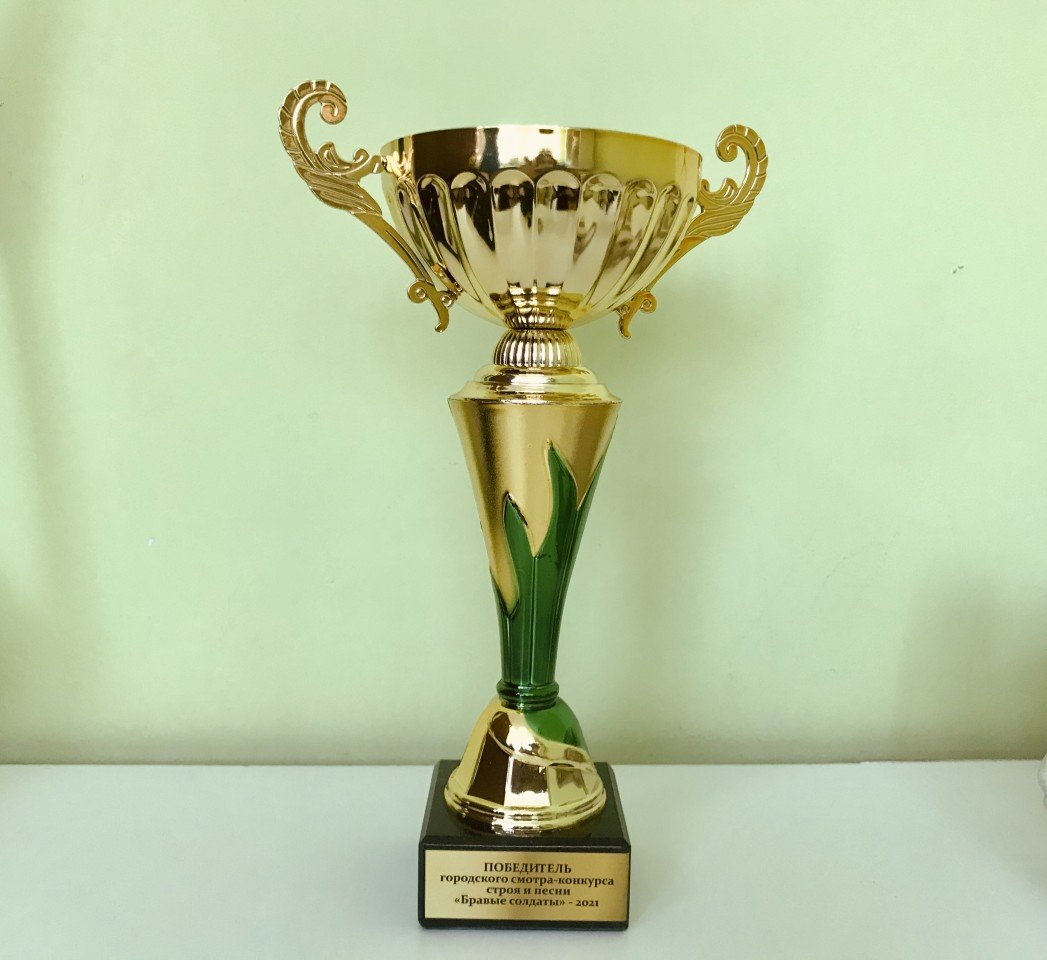 ПОБЕДИТЕЛЬ
городского смотра-конкурса
строя и песни
«Бравые солдаты» - 2021